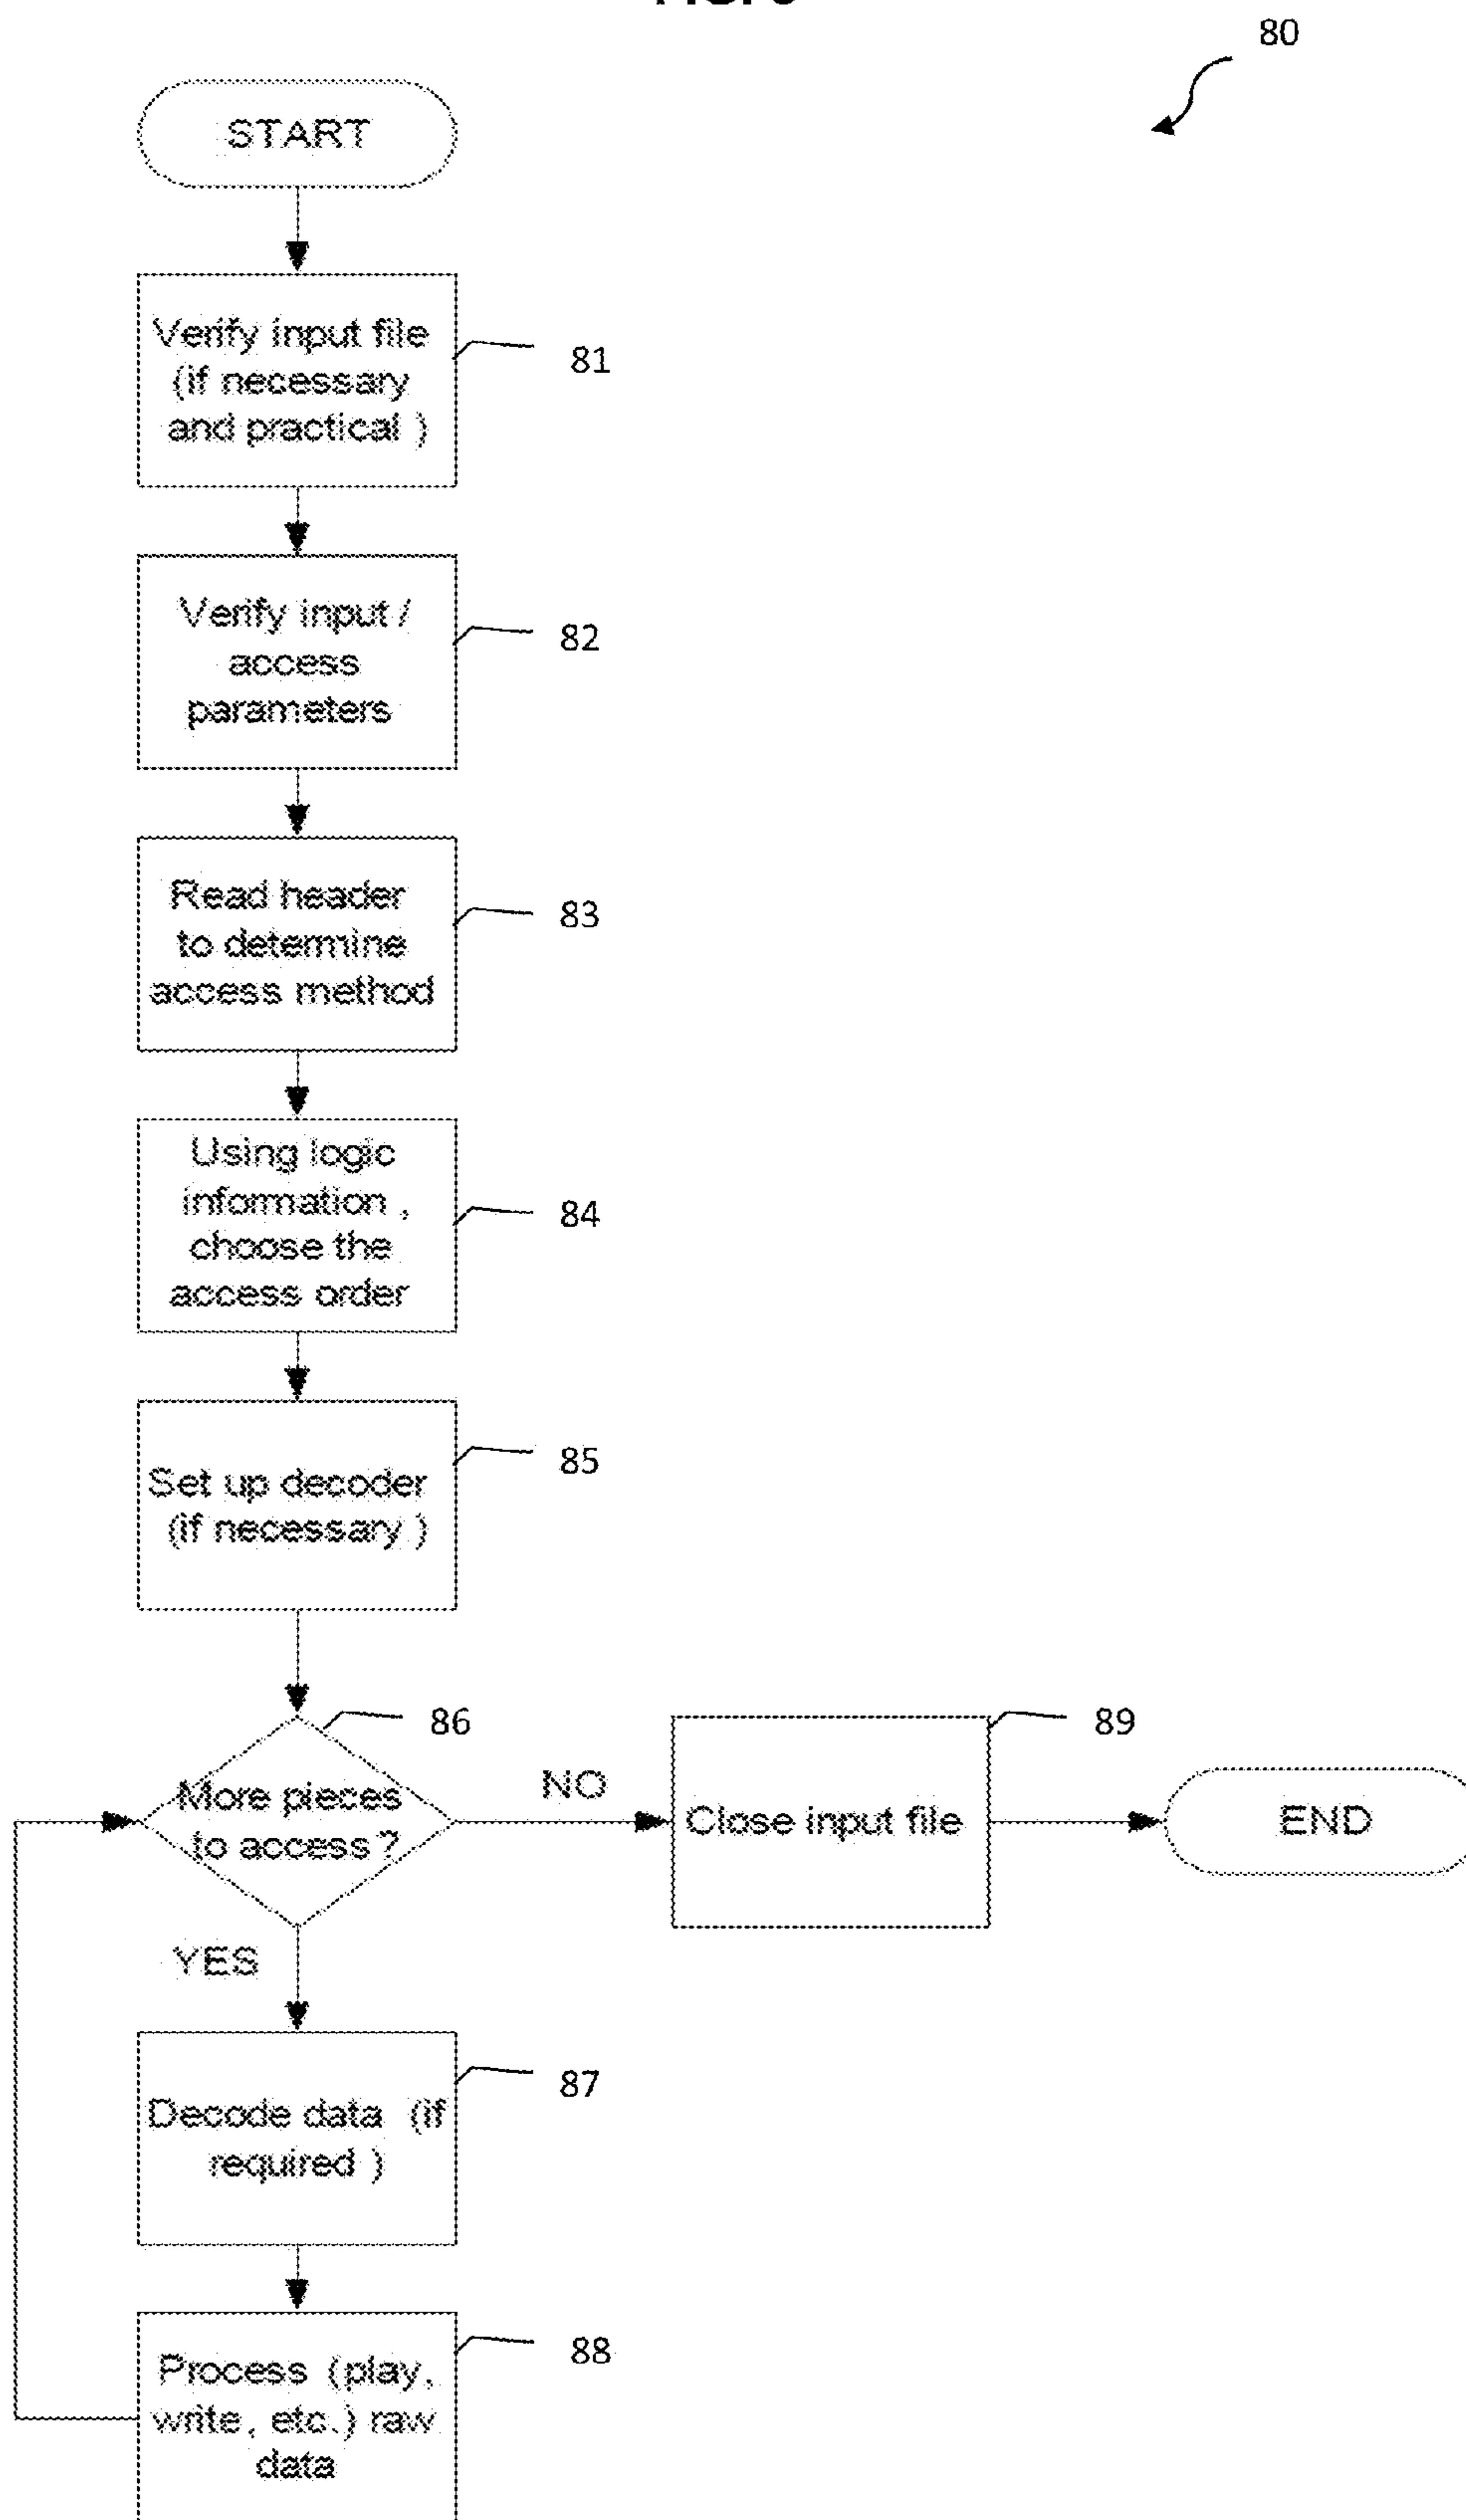 80
START
Verify input file
(if necessary
and practical )
81
Verify input /
access
parameters
82
Read header
to determine
access method
83
Using logic
information ,
choose the
access order
84
Set up decoder
(if necessary )
85
86
More pieces
to access ?
NO
Close input file
89
END
YES
Decode data (if
required )
87
Process (play,
write, etc.) raw
data
88